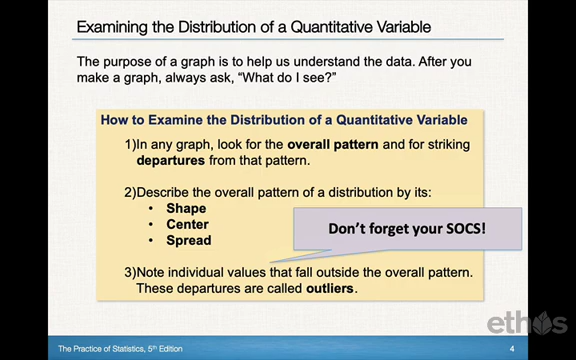 Examining the Distribution of a Quantitative Variable
The purpose of a graph is to help us understand the data. After you
make a graph, always ask, “What do I see?”
How to Examine the Distribution of a Quantitative Variable
1)In any graph, look for the overall pattern and for striking
departures from that pattern.
2)Describe the overall pattern of a distribution by its:
• Shape
• Center
• Spread
Don’t forget your SOCS!
3)Note individual values that fall outside the overall pattern.
These departures are called outliers.
ethos
The Practice of Statistics, 5th Edition
4